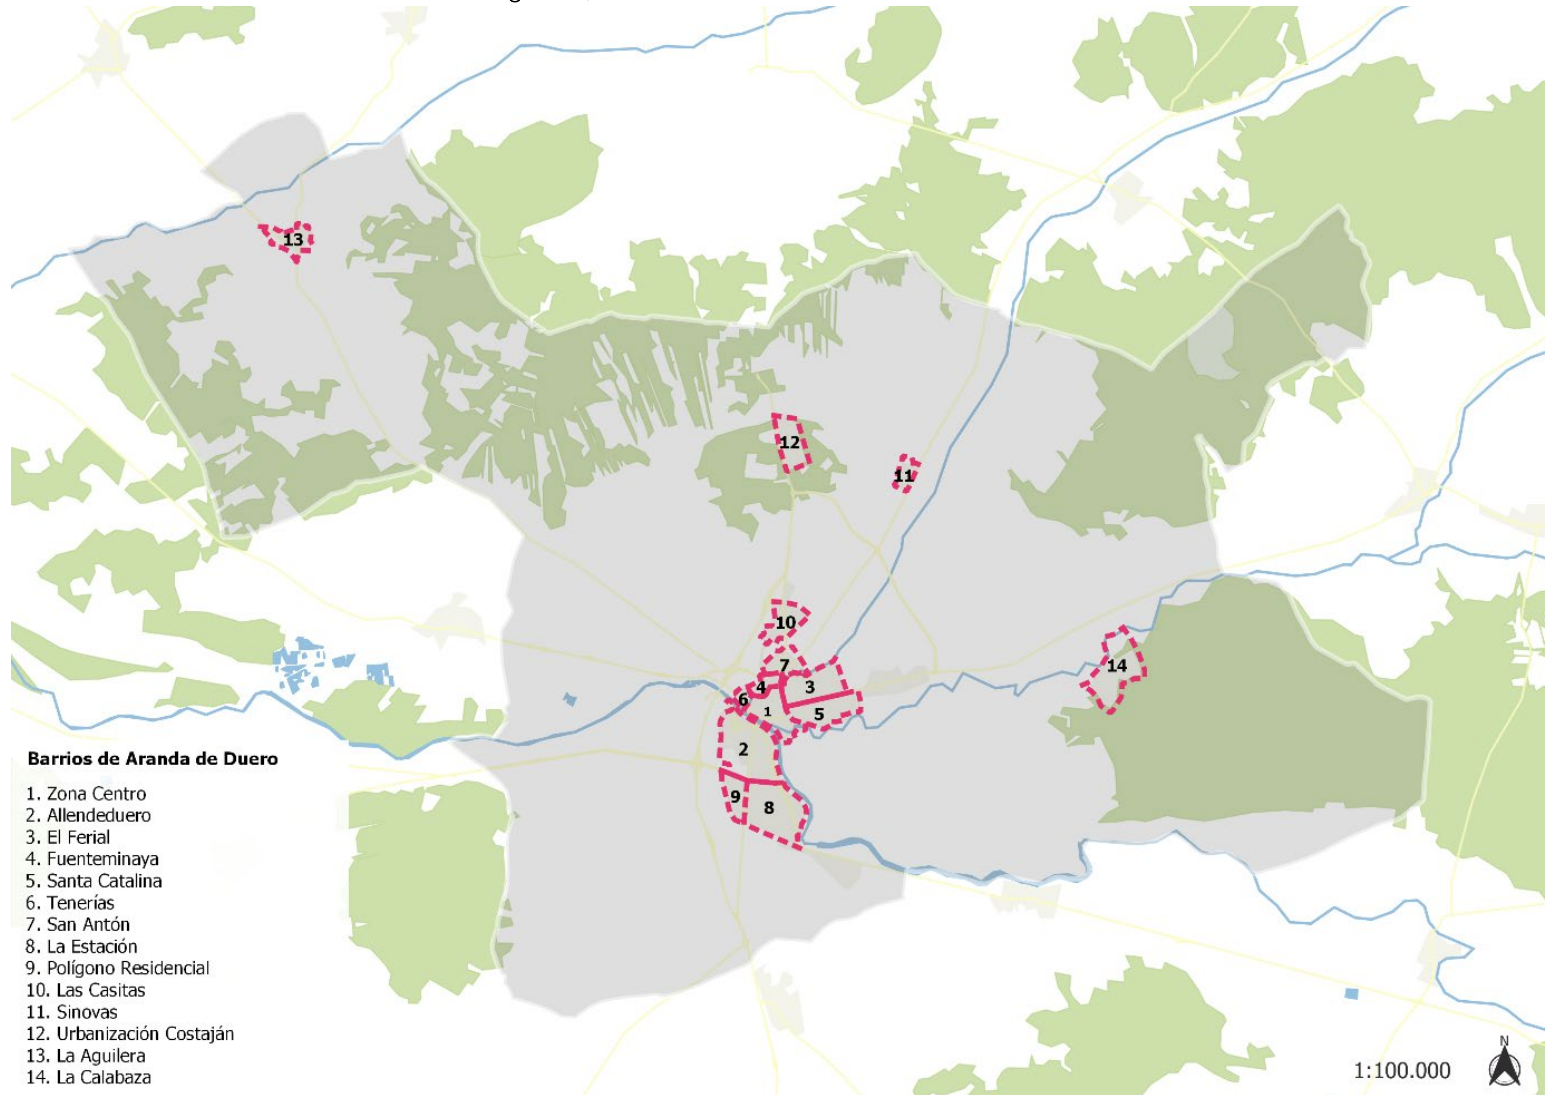 13
12
11
10
7
14
4
3
6
1
5
2
9
8
Barrios de Aranda de Duero
1. Zona Centro
2. Allendeduero
3. El Ferial
4. Fuenteminaya
5. Santa Catalina
6. Tenerías
7. San Antón
8. La Estación
9. Polígono Residencial
10. Las Casitas
11. Sinovas
12. Urbanización Costaján
13. La Aguilera
14. La Calabaza
N
1:100.000